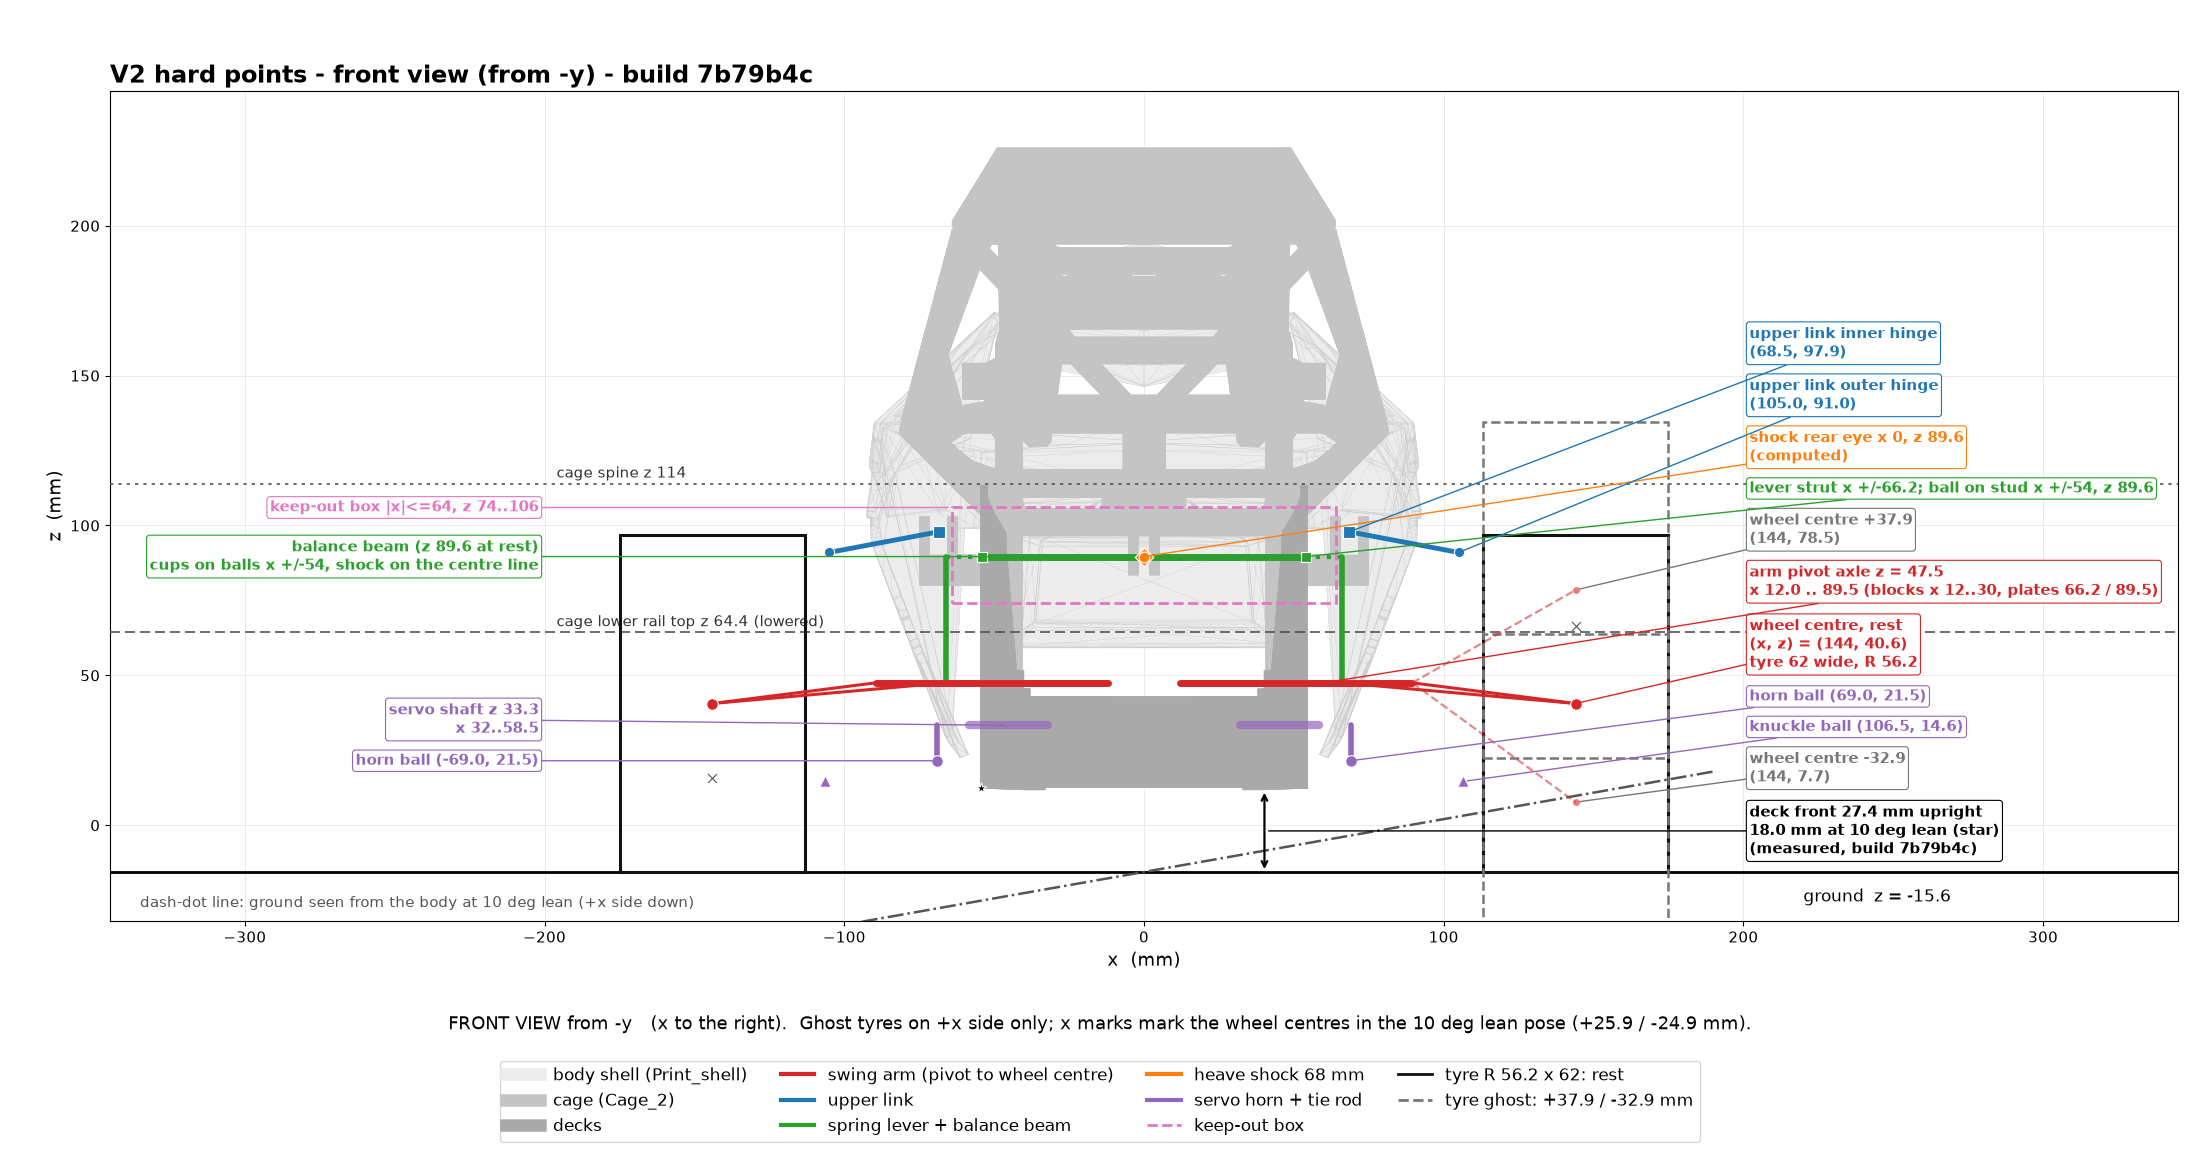 V2 hard points - front view (from -y) - build 7b79b4c
z (mm)
200
150
100
50
0
cage spine z 114
keep-out box |x|<=64, z 74..106
balance beam (z 89.6 at rest)
cups on balls x +/-54, shock on the centre line
cage lower rail top z 64.4 (lowered)
servo shaft z 33.3
x 32..58.5
horn ball (-69.0, 21.5)
upper link inner hinge
(68.5, 97.9)
upper link outer hinge
(105.0, 91.0)
shock rear eye x 0, z 89.6
(computed)
lever strut x +/-66.2; ball on stud x +/-54, z 89.6
wheel centre +37.9
(144, 78.5)
arm pivot axle z = 47.5
x 12.0 .. 89.5 (blocks x 12..30, plates 66.2 / 89.5)
wheel centre, rest
(x, z) = (144, 40.6)
tyre 62 wide, R 56.2
horn ball (69.0, 21.5)
knuckle ball (106.5, 14.6)
wheel centre -32.9
(144, 7.7)
deck front 27.4 mm upright
18.0 mm at 10 deg lean (star)
(measured, build 7b79b4c)
ground z = -15.6
dash-dot line: ground seen from the body at 10 deg lean (+x side down)
−300
−200
−100
0
100
200
300
x (mm)
FRONT VIEW from -y (x to the right). Ghost tyres on +x side only; x marks mark the wheel centres in the 10 deg lean pose (+25.9 / -24.9 mm).
body shell (Print_shell)
cage (Cage_2)
decks
swing arm (pivot to wheel centre)
upper link
spring lever + balance beam
heave shock 68 mm
servo horn + tie rod
keep-out box
tyre R 56.2 x 62: rest
tyre ghost: +37.9 / -32.9 mm